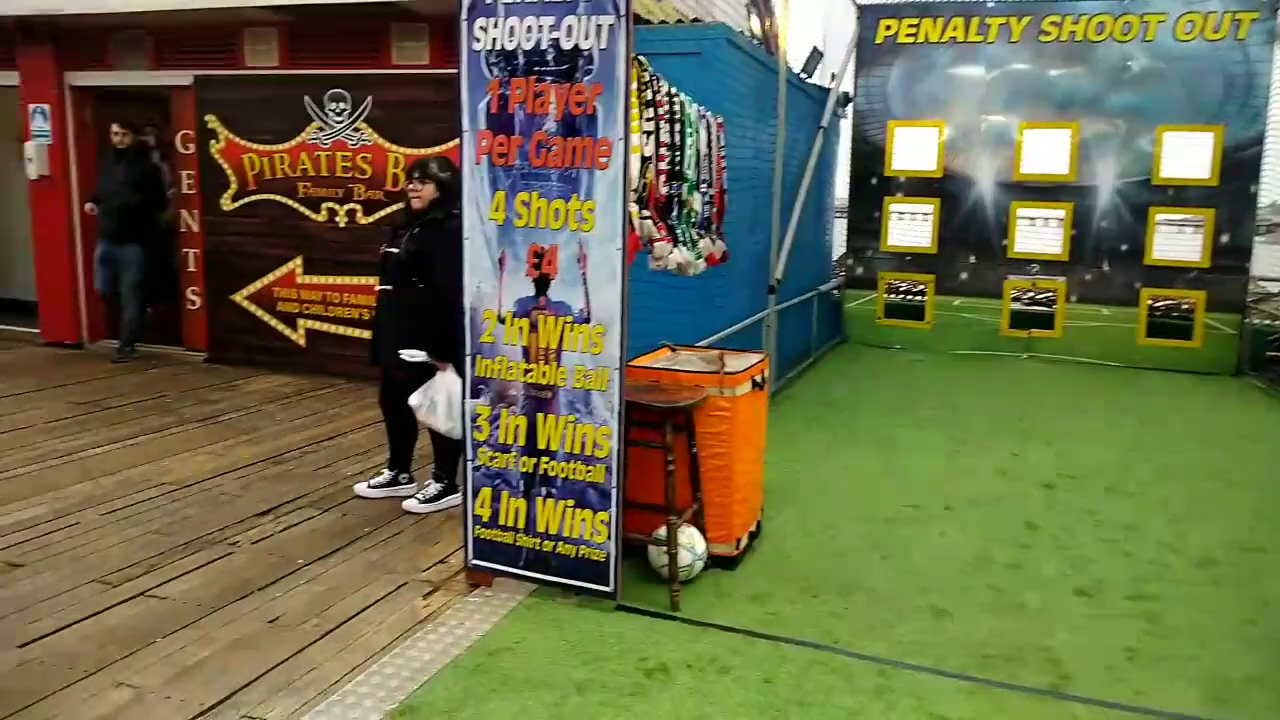 GENTS
PIRATES B
FAMILY BAR
THIS WAY TO FAMIL
AND CHILDREN'S
SHOOT-OUT
1 Player
Per Game
4 Shots
£4
2 In Wins
Inflatable Ball
3 In Wins
Scarf or Football
4 In Wins
Football Shirt or Any Prize
PENALTY SHOOT OUT